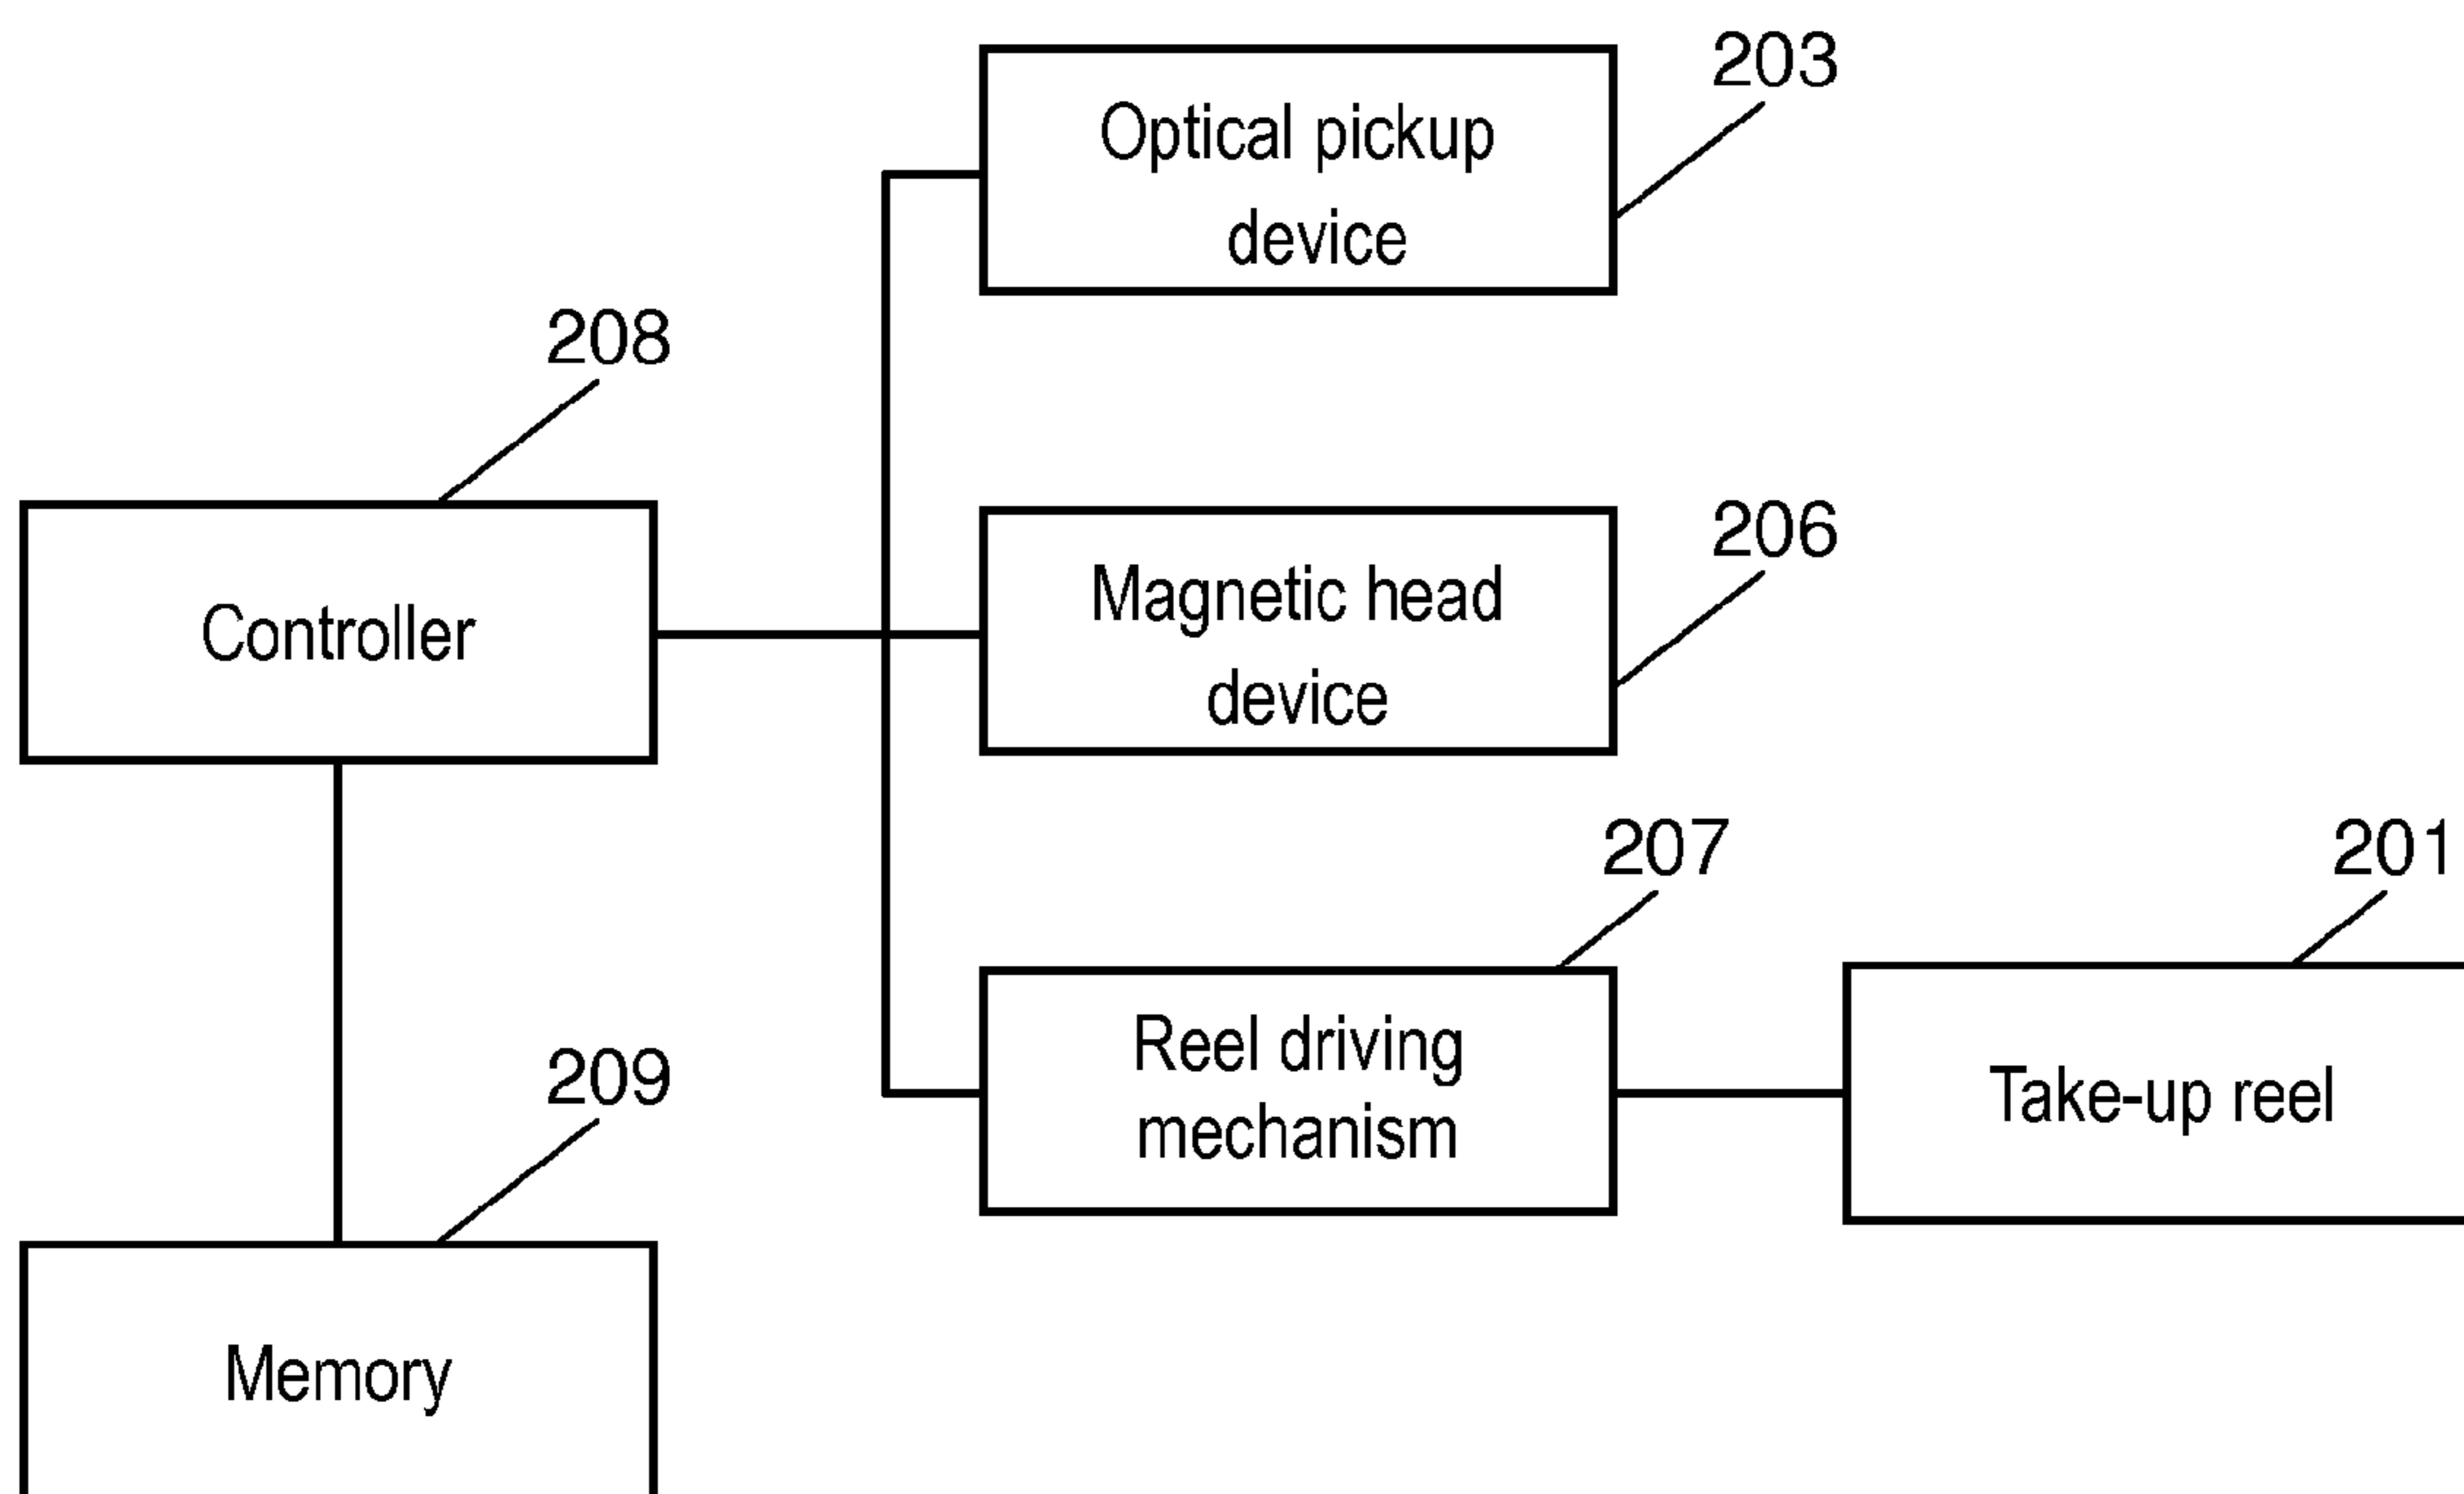 203
Optical pickup
device
208
206
Controller
Magnetic head
device
207
201
Reel driving
mechanism
Take-up reel
209
Memory